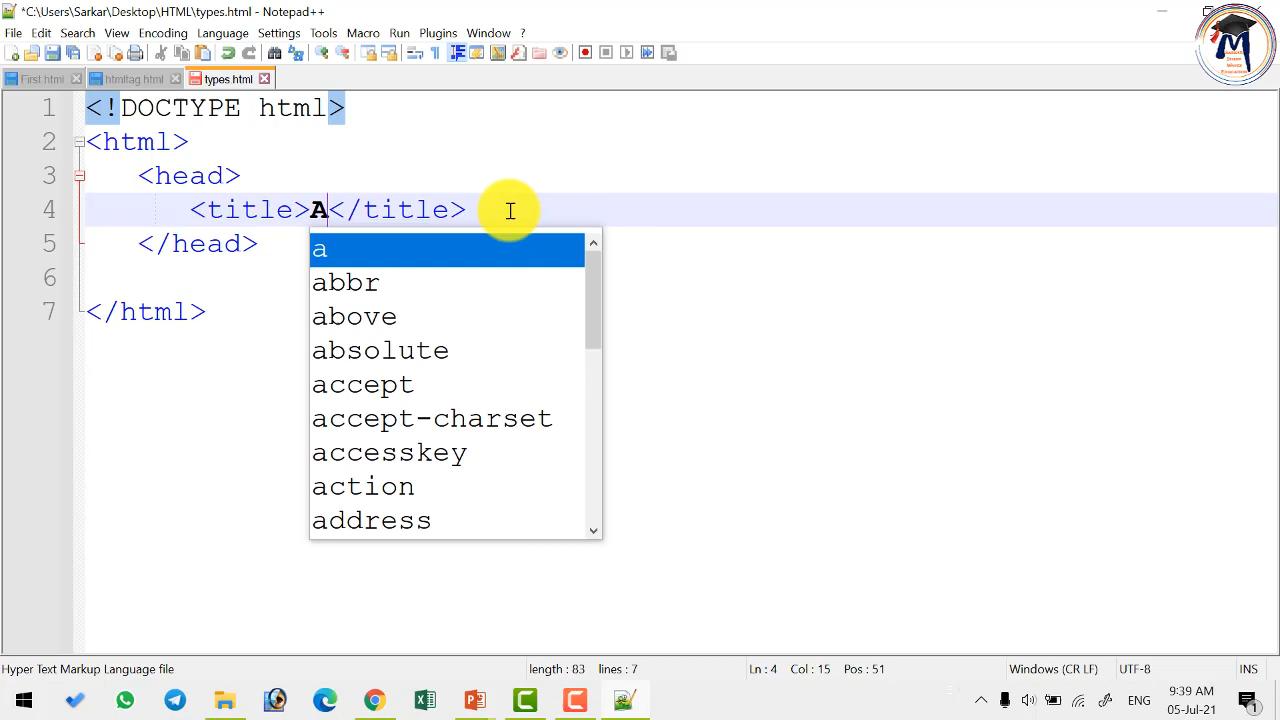 *C:\Users\Sarkar\Desktop\HTML\types.html - Notepad++
File Edit Search View Encoding Language Settings Tools Macro Run Plugins Window ?
First.html htmltag.html types.html
1 <!DOCTYPE html>
2 <html>
3 <head>
4 <title>A</title>
5 </head>
6
7 </html>
a
abbr
above
absolute
accept
accept-charset
accesskey
action
address
Hyper Text Markup Language file length : 83 lines : 7 Ln : 4 Col : 15 Pos : 51 Windows (CR LF) UTF-8 INS
ENG 9:39 AM
05-Jul-21 1